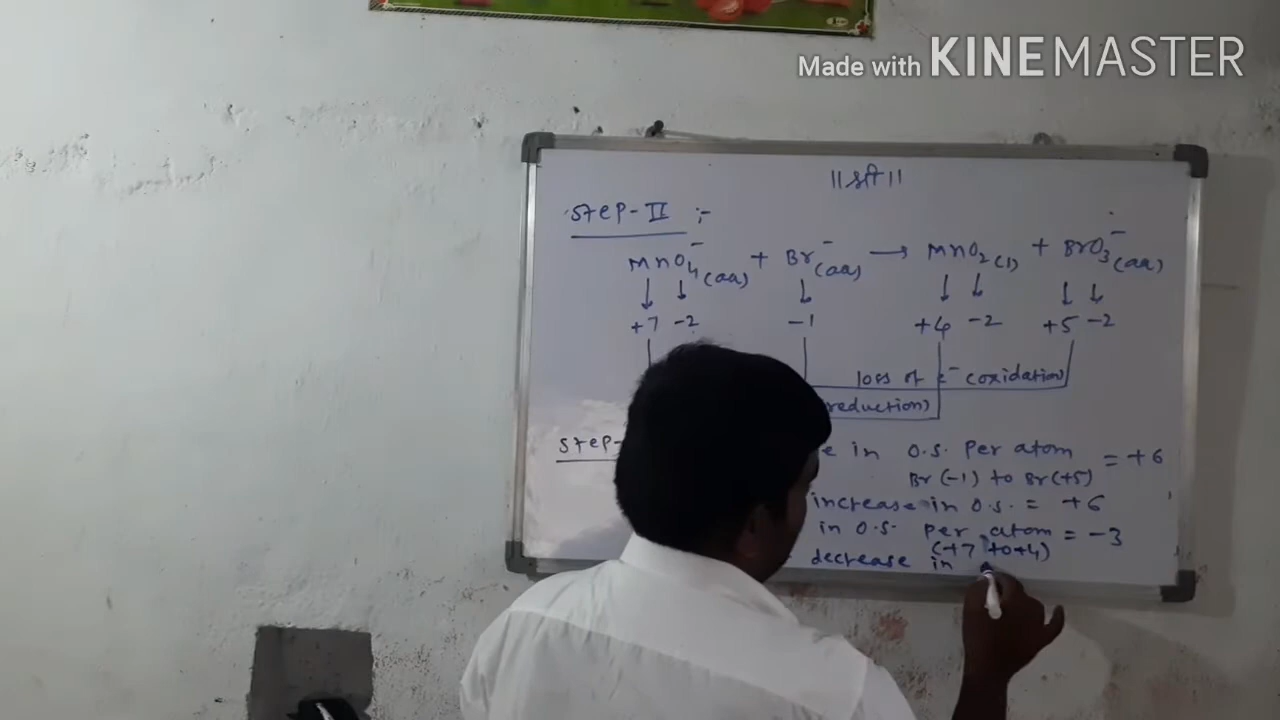 Made with KINEMASTER
॥श्री॥
Step-II :-
MnO4⁻(aq) + Br⁻(aq) → MnO2(s) + BrO3⁻(aq)
↓ ↓ ↓ ↓ ↓ ↓ ↓
+7 -2 -1 +4 -2 +5 -2
loss of e⁻ (oxidation)
reduction)
Step-
e in O.S. Per atom = +6
Br(-1) to Br(+5)
increase in O.S. = +6
in O.S. Per atom = -3
(+7 to +4)
decrease in